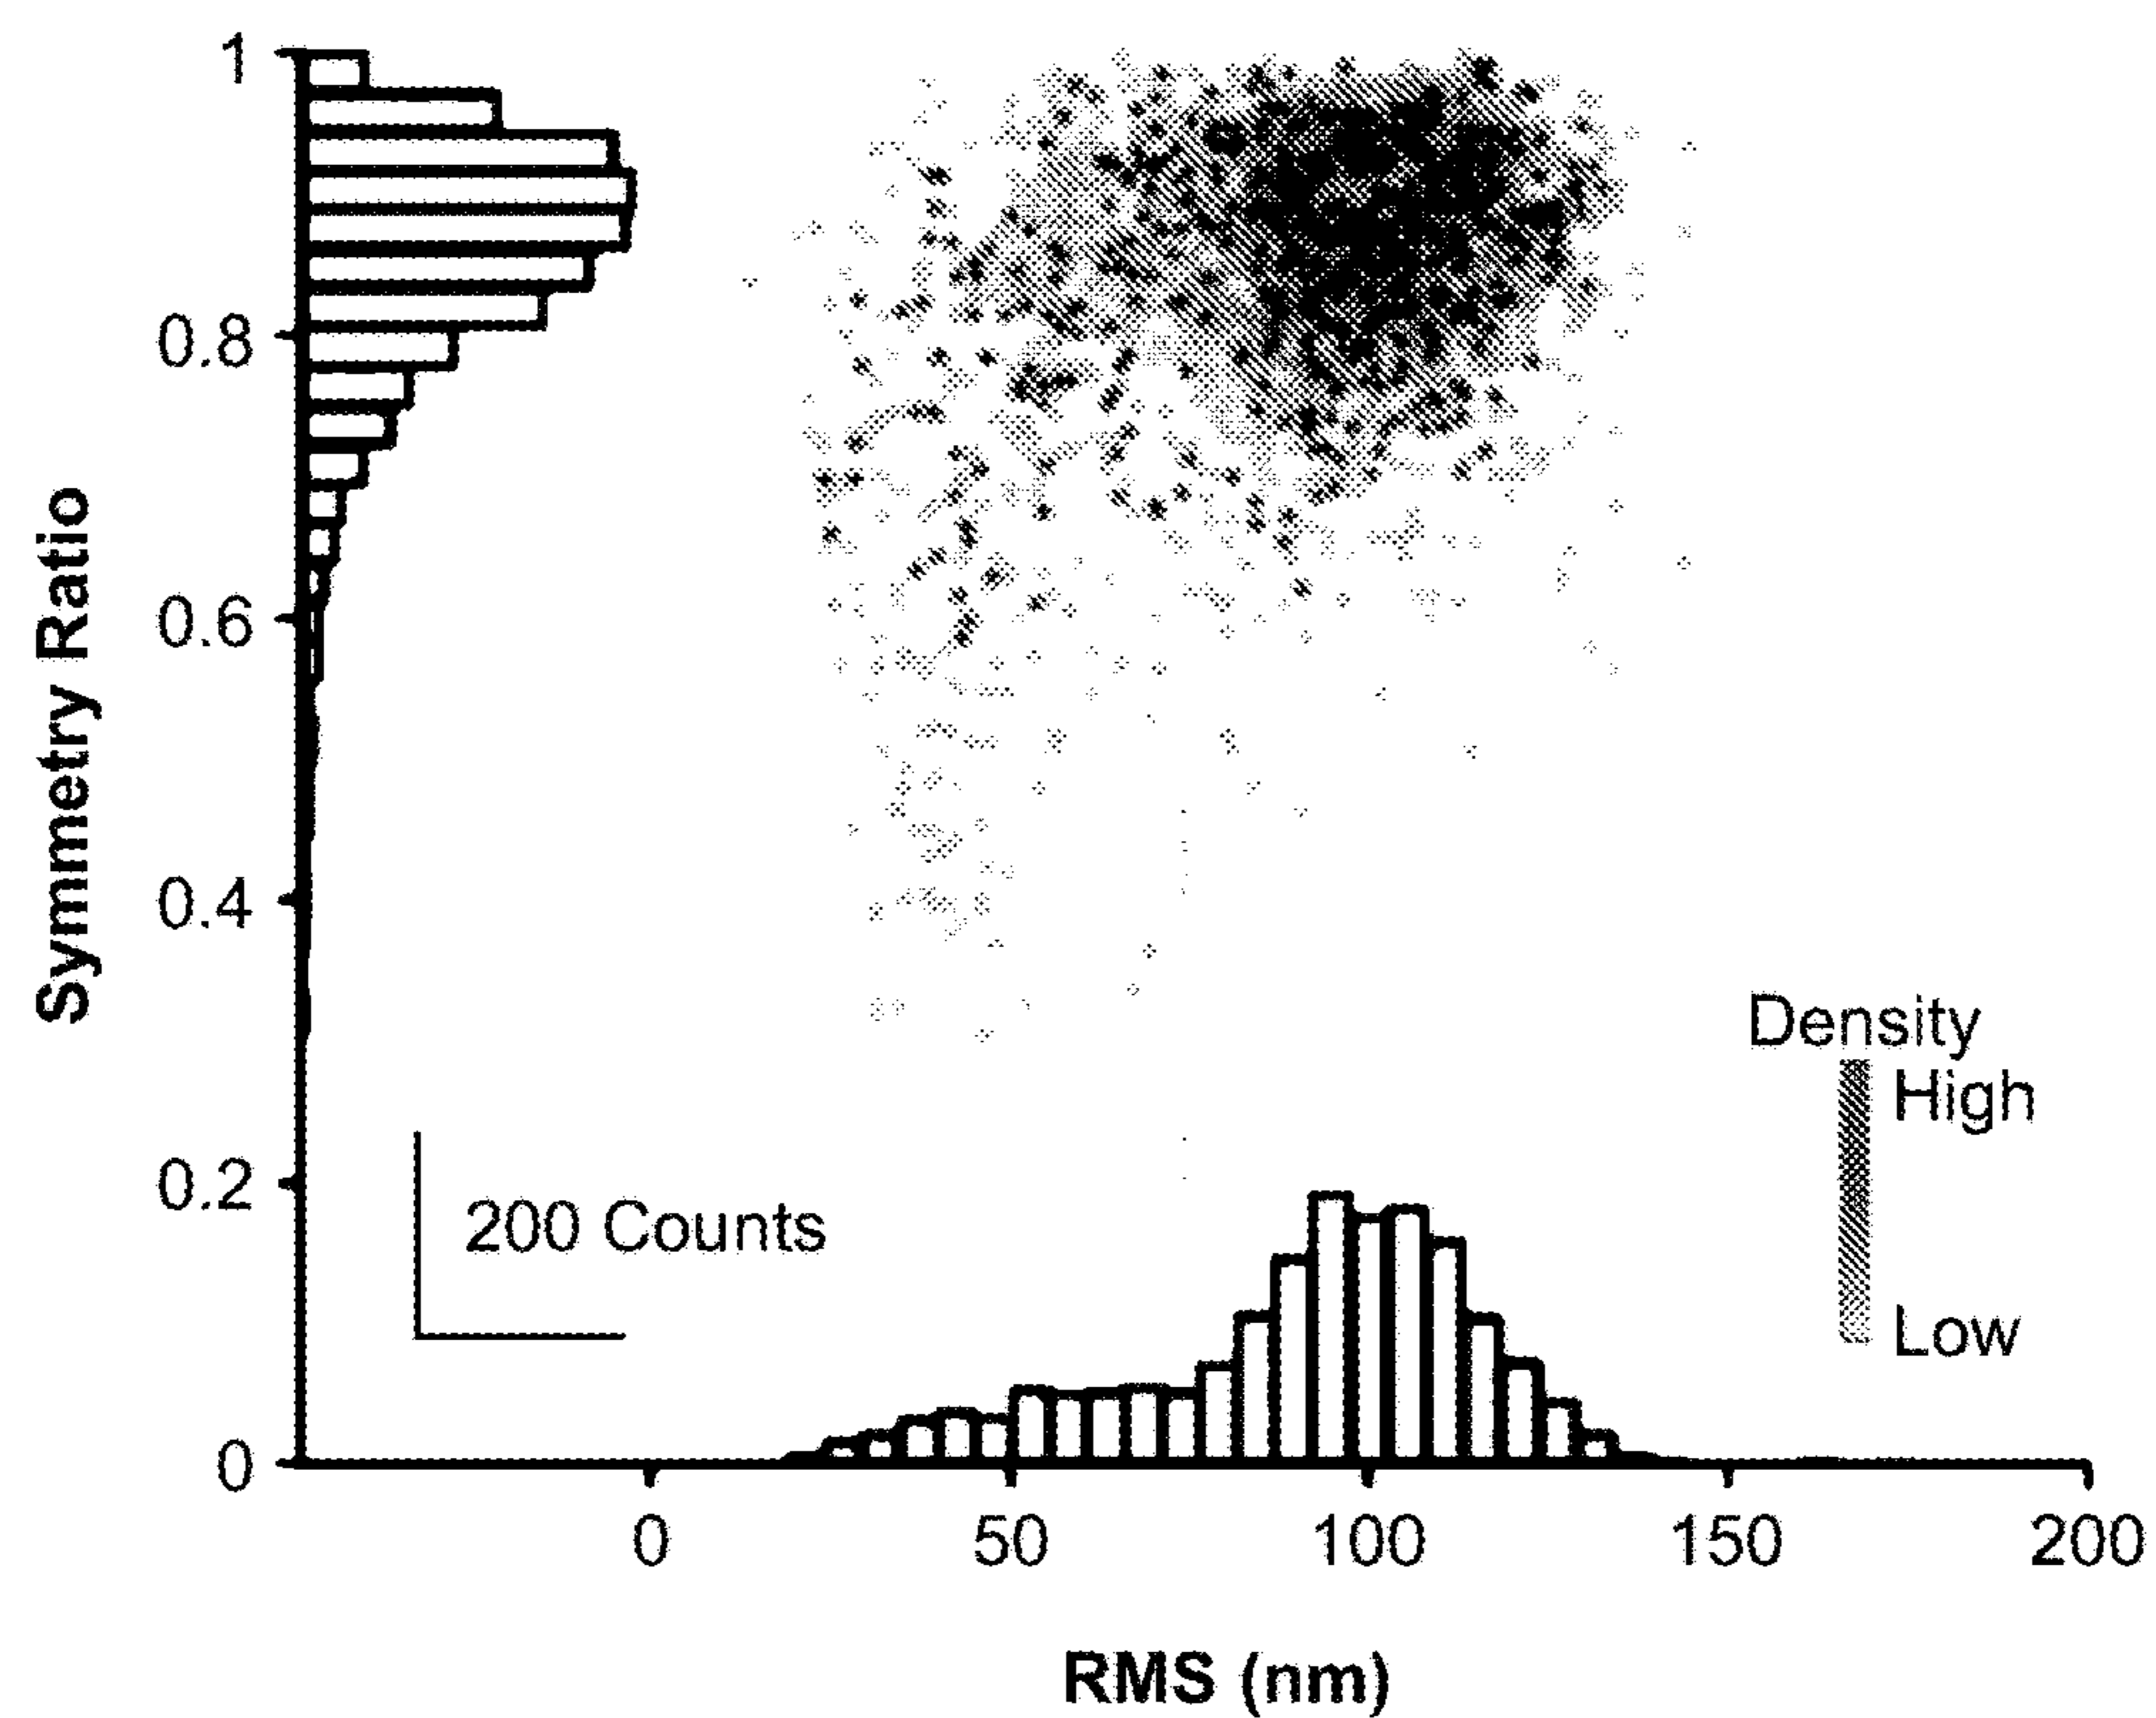 1
0.8
0.6
0.4
0.2
0
Symmetry Ratio
200 Counts
Density
High
Low
0 50 100 150 200
RMS (nm)